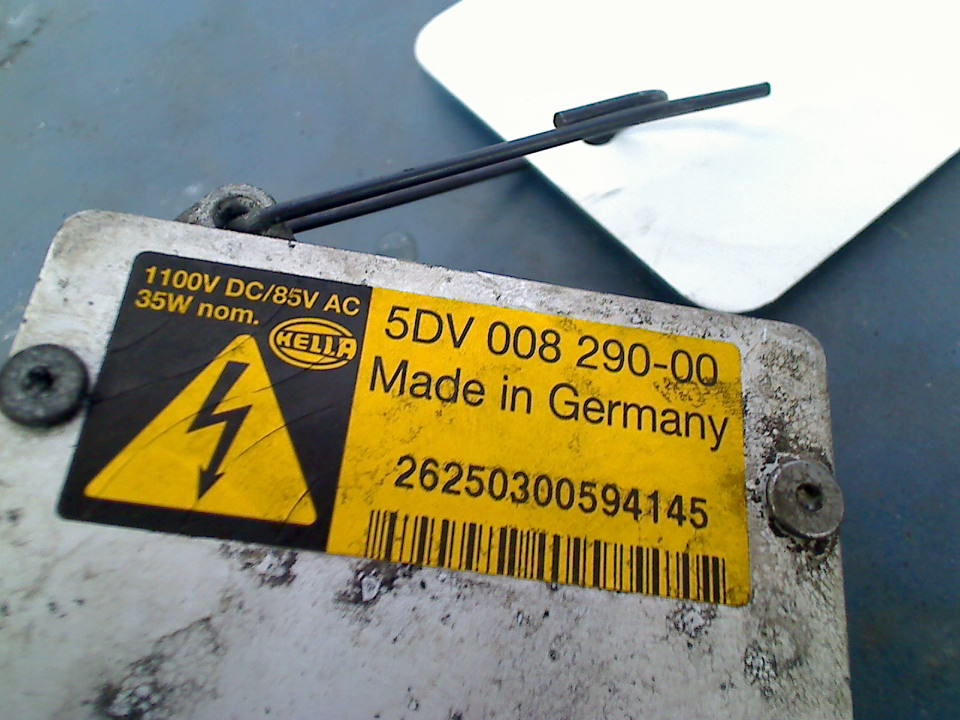 1100V DC/85V AC
35W nom.
HELLA
5DV 008 290-00
Made in Germany
26250300594145